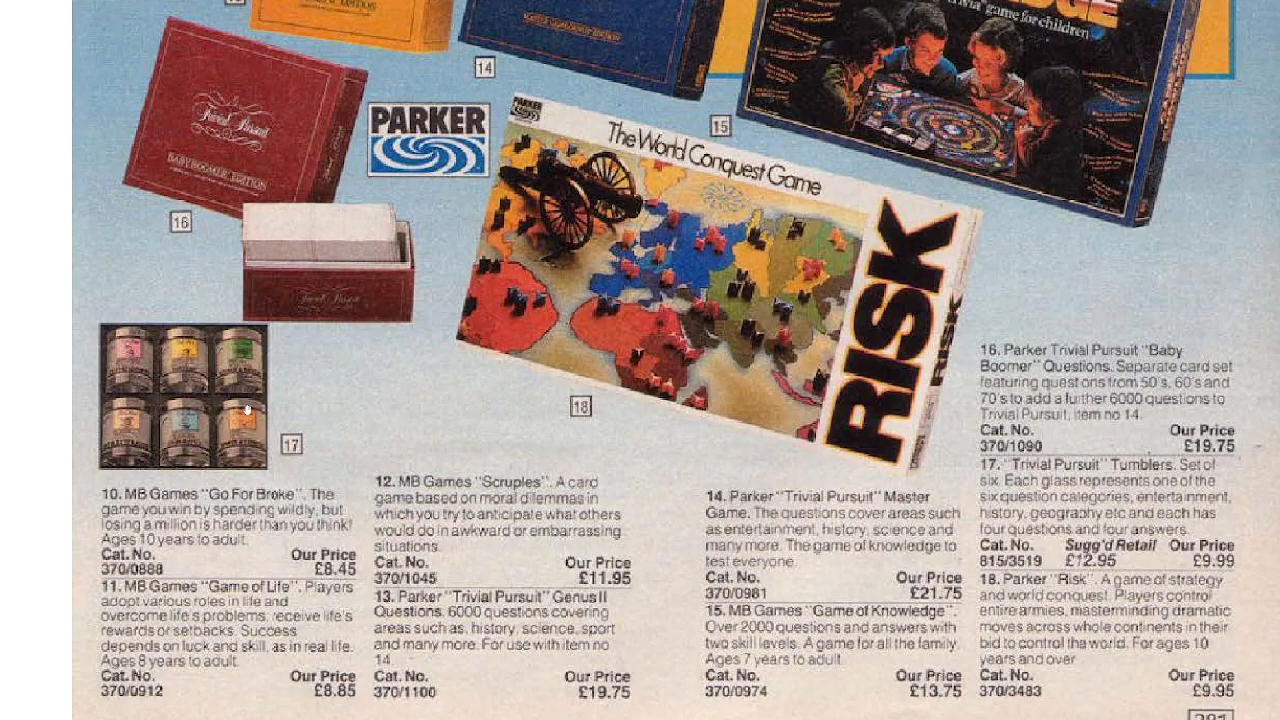 14
15
16
17
18
Trivia game for children
Trivial Pursuit
BABY BOOMER EDITION
MASTER GAME EDITION
PARKER
PARKER
The World Conquest Game
RISK
RISK
Trivial Pursuit
10. MB Games "Go For Broke". The
game you win by spending wildly, but
losing a million is harder than you think!
Ages 10 years to adult.
Cat. No. Our Price
370/0888 £8.45
11. MB Games "Game of Life". Players
adopt various roles in life and
overcome life's problems, receive life's
rewards or setbacks. Success
depends on luck and skill, as in real life.
Ages 8 years to adult.
Cat. No. Our Price
370/0912 £8.85
12. MB Games "Scruples". A card
game based on moral dilemmas in
which you try to anticipate what others
would do in awkward or embarrassing
situations.
Cat. No. Our Price
370/1045 £11.95
13. Parker "Trivial Pursuit" Genus II
Questions. 6000 questions covering
areas such as, history, science, sport
and many more. For use with item no
14.
Cat. No. Our Price
370/1100 £19.75
14. Parker "Trivial Pursuit" Master
Game. The questions cover areas such
as entertainment, history, science and
many more. The game of knowledge to
test everyone.
Cat. No. Our Price
370/0981 £21.75
15. MB Games "Game of Knowledge".
Over 2000 questions and answers with
two skill levels. A game for all the family.
Ages 7 years to adult.
Cat. No. Our Price
370/0974 £13.75
16. Parker Trivial Pursuit "Baby
Boomer" Questions. Separate card set
featuring questions from 50's, 60's and
70's to add a further 6000 questions to
Trivial Pursuit, item no 14.
Cat. No. Our Price
370/1090 £19.75
17. "Trivial Pursuit" Tumblers. Set of
six. Each glass represents one of the
six question categories, entertainment,
history, geography etc and each has
four questions and four answers.
Cat. No. Sugg'd Retail Our Price
815/3519 £12.95 £9.99
18. Parker "Risk". A game of strategy
and world conquest. Players control
entire armies, masterminding dramatic
moves across whole continents in their
bid to control the world. For ages 10
years and over
Cat. No. Our Price
370/3483 £9.95